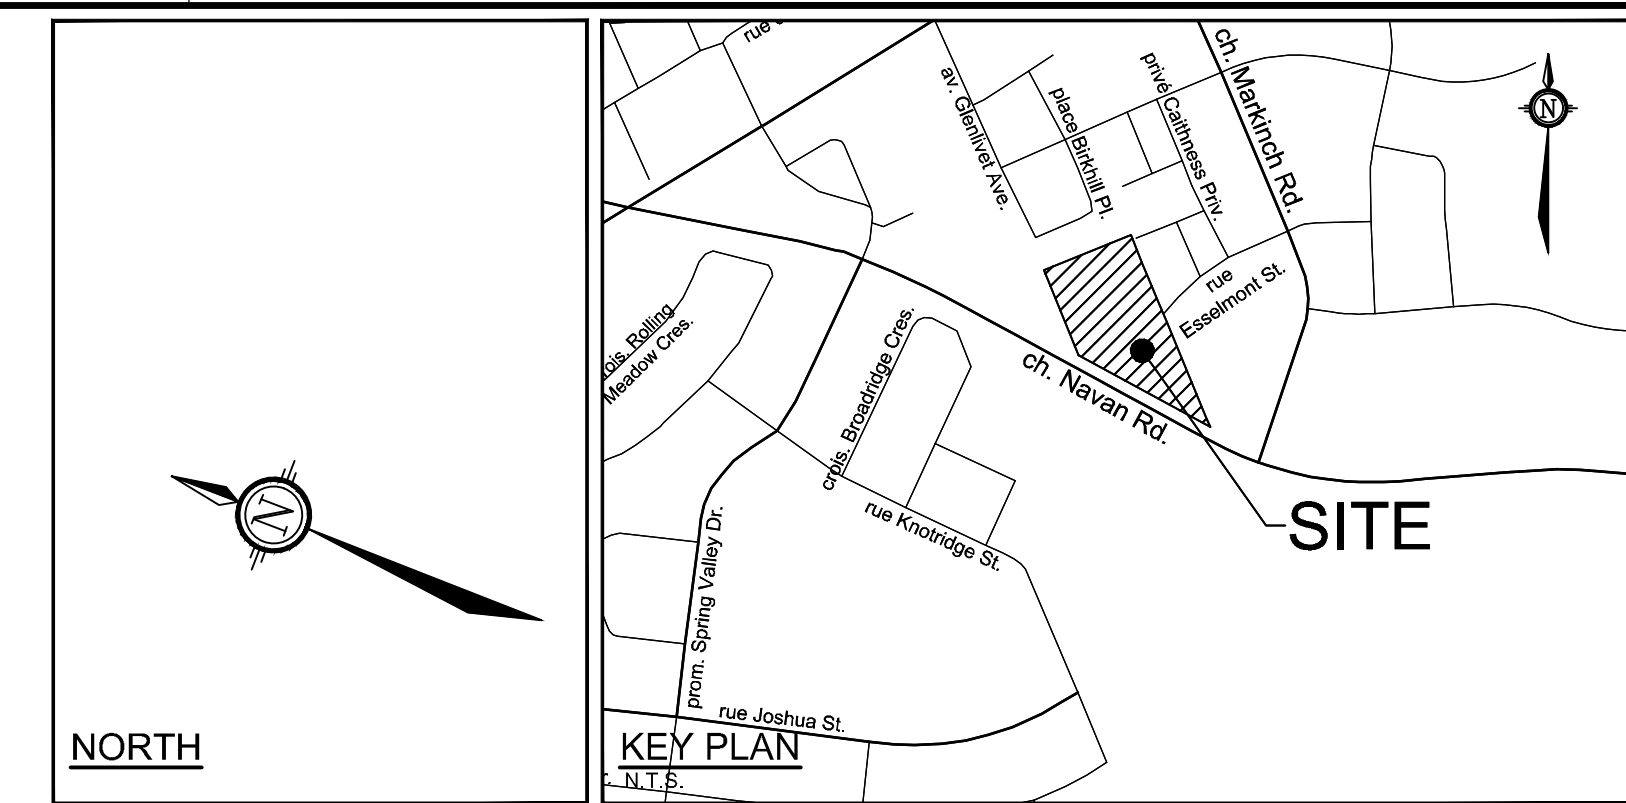 rue
ch. Markinch Rd.
privé Caithness Priv.
place Birkhill Pl.
av. Glenlivet Ave.
N
rue
Esselmont St.
Rolling
Meadow Cres.
crois. Broadridge Cres.
ch. Navan Rd.
N
SITE
rue Knotridge St.
prom. Spring Valley Dr.
rue Joshua St.
NORTH
KEY PLAN
N.T.S.